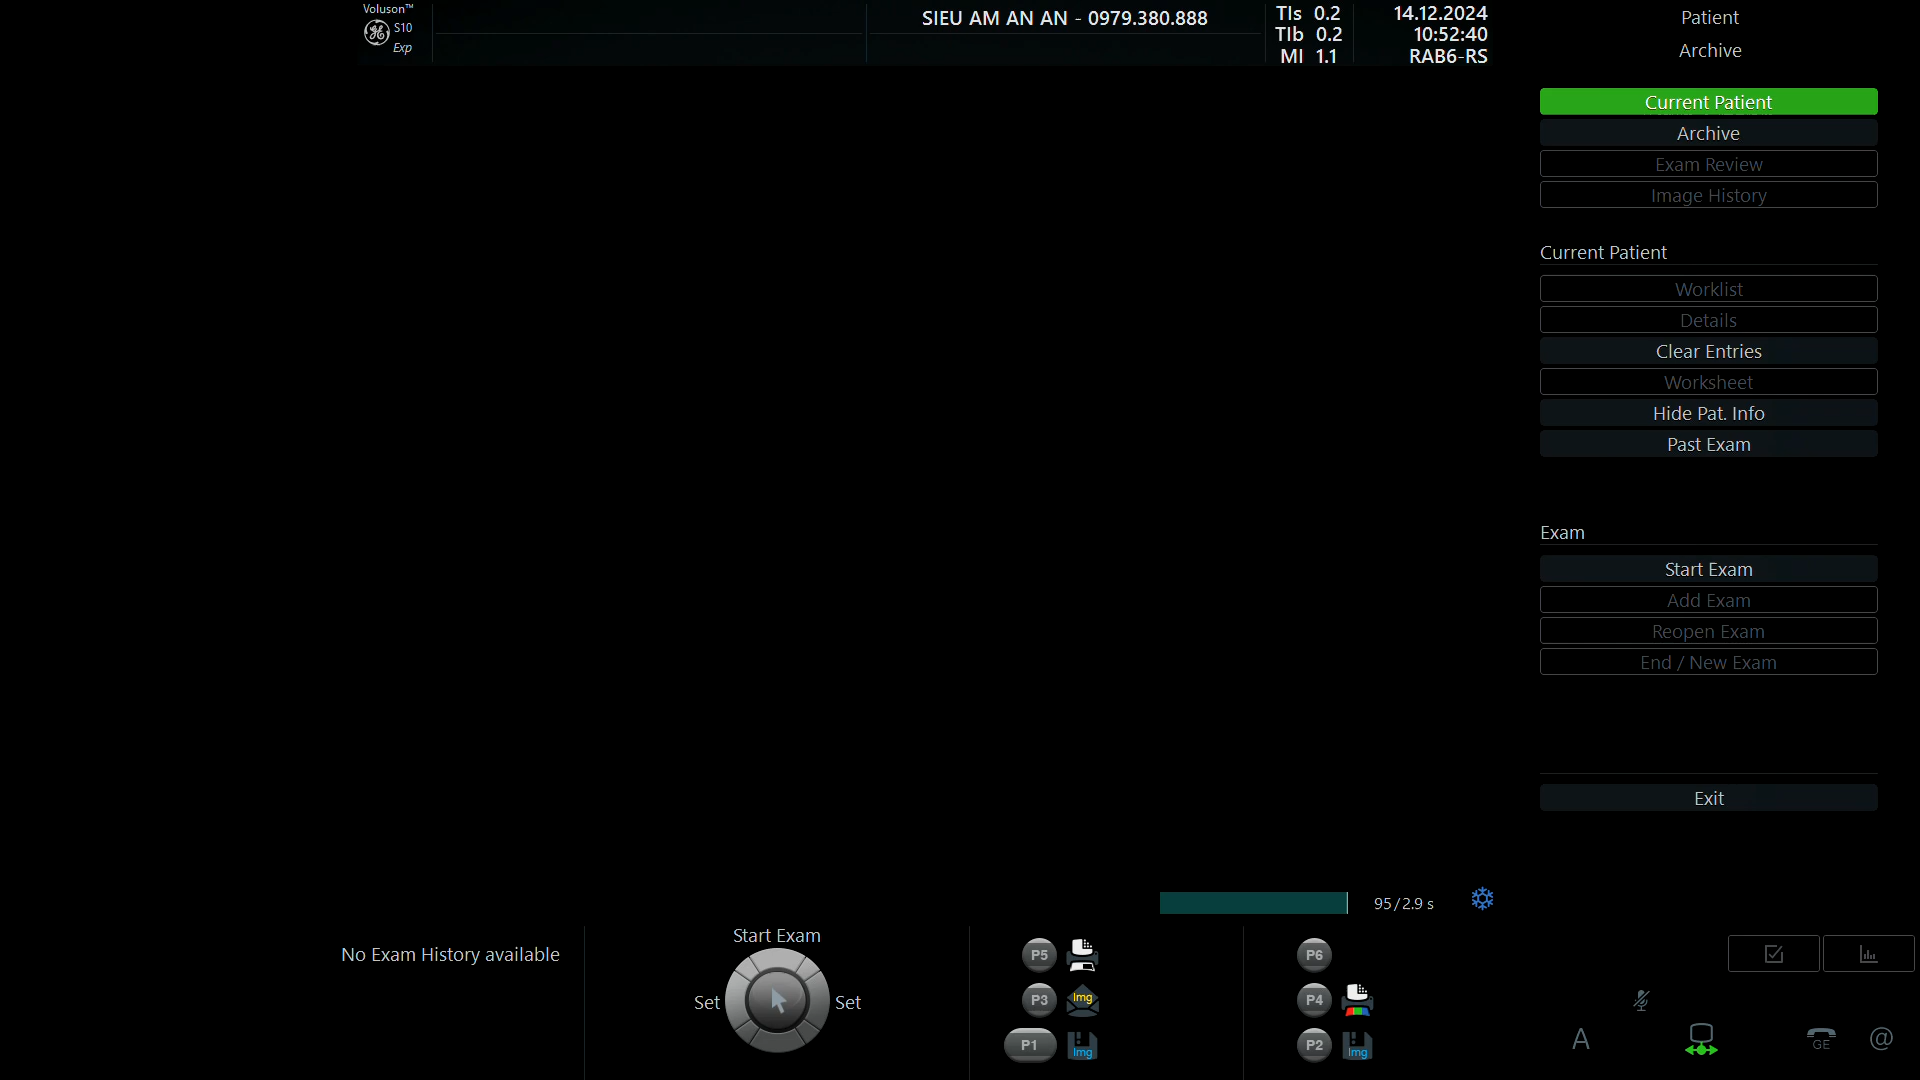 Voluson™
S10
Exp
SIEU AM AN AN - 0979.380.888
TIs 0.2
TIb 0.2
MI 1.1
14.12.2024
10:52:40
RAB6-RS
Patient
Archive
Current Patient
Archive
Exam Review
Image History
Current Patient
Worklist
Details
Clear Entries
Worksheet
Hide Pat. Info
Past Exam
Exam
Start Exam
Add Exam
Reopen Exam
End / New Exam
Exit
95/2.9 s
No Exam History available
Start Exam
Set
Set
P5
P3 Img
P1 Img
P6
P4
P2 Img
A
GE
@